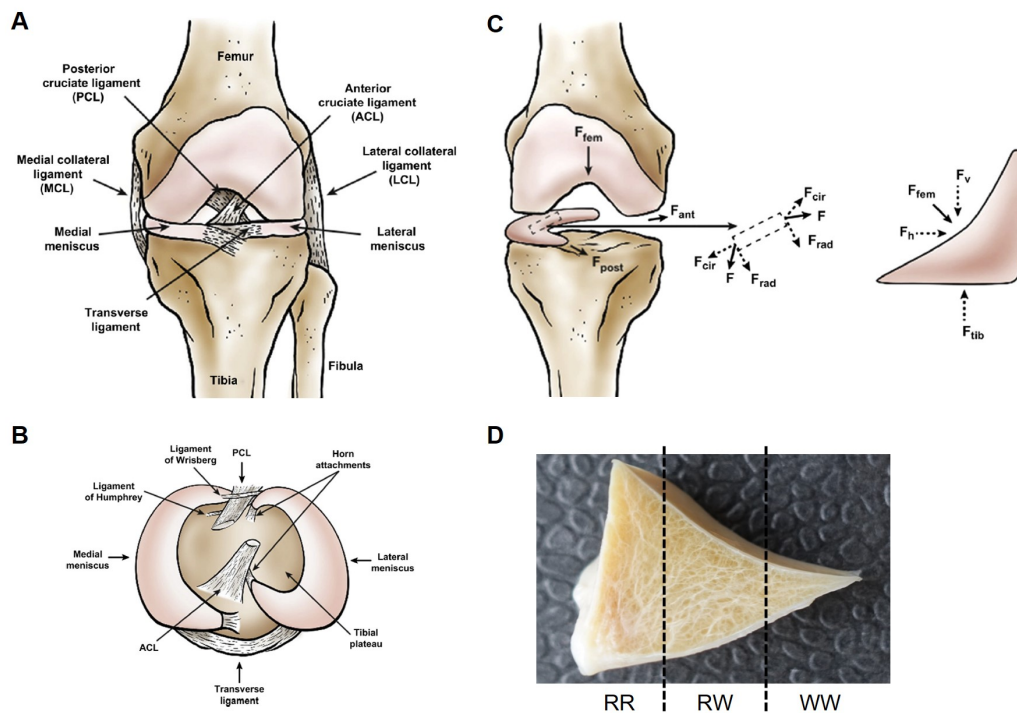 A
Femur
Posterior
cruciate ligament
(PCL)
Anterior
cruciate ligament
(ACL)
Medial collateral
ligament
(MCL)
Lateral collateral
ligament
(LCL)
Medial
meniscus
Lateral
meniscus
Transverse
ligament
Tibia
Fibula
B
Ligament
of Wrisberg
PCL
Horn
attachments
Ligament
of Humphrey
Medial
meniscus
Lateral
meniscus
ACL
Tibial
plateau
Transverse
ligament
C
Ffem
Fant
Fpost
Fcir
F
Frad
Fcir
F
Frad
Fv
Ffem
Fh
Ftib
D
RR RW WW